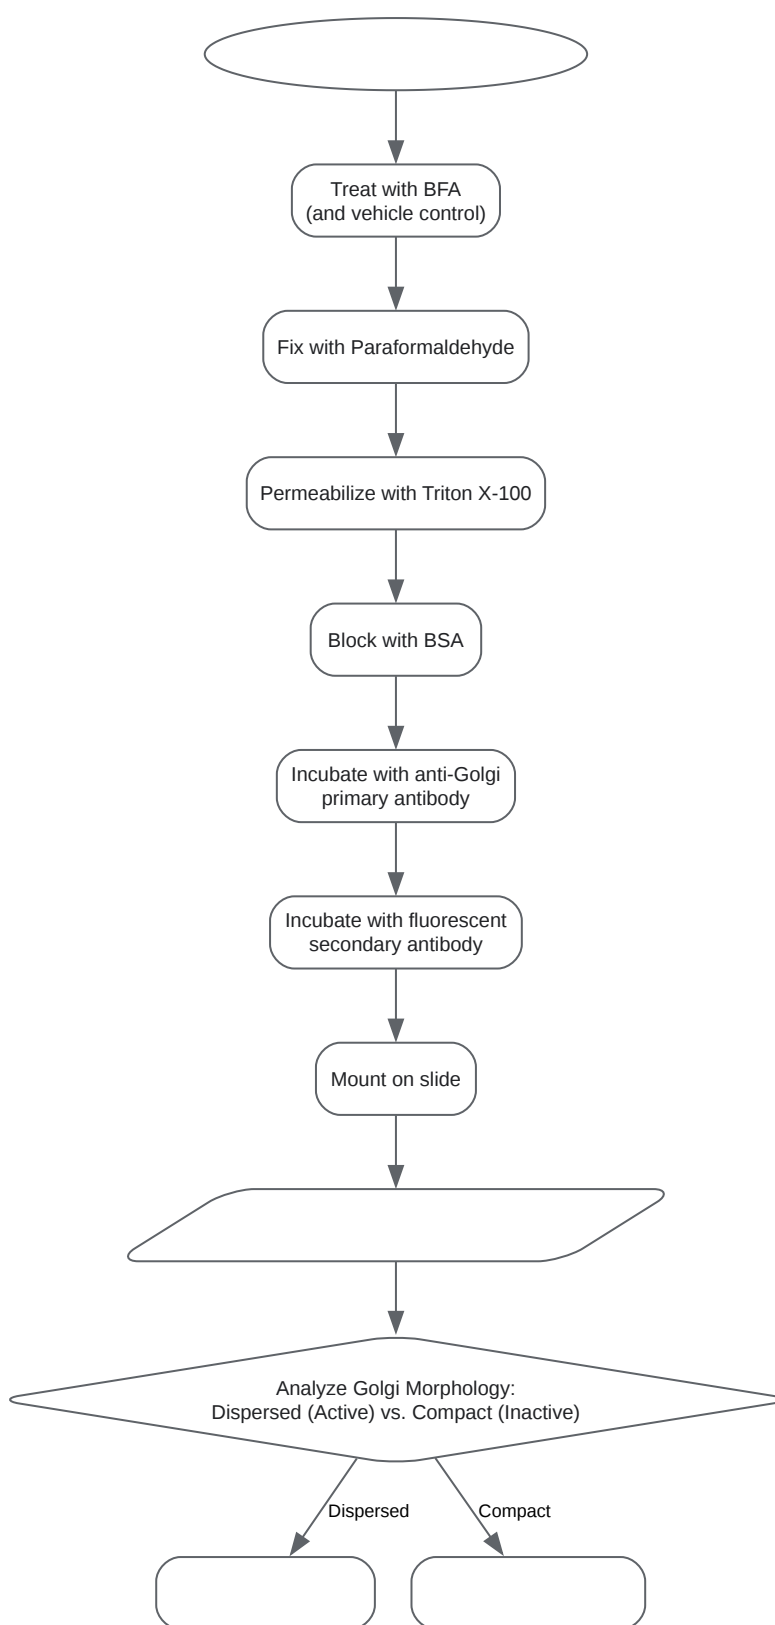 Treat with BFA
(and vehicle control)
Fix with Paraformaldehyde
Permeabilize with Triton X-100
Block with BSA
Incubate with anti-Golgi
primary antibody
Incubate with fluorescent
secondary antibody
Mount on slide
Analyze Golgi Morphology:
Dispersed (Active) vs. Compact (Inactive)
Dispersed
Compact